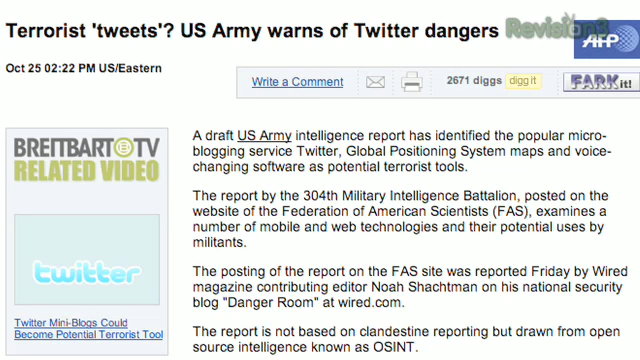 Terrorist 'tweets'? US Army warns of Twitter dangers
Revision3
AFP
Oct 25 02:22 PM US/Eastern
Write a Comment
2671 diggs
digg it
FARK it!
BREITBART TV
RELATED VIDEO
twitter
Twitter Mini-Blogs Could
Become Potential Terrorist Tool
A draft US Army intelligence report has identified the popular micro-
blogging service Twitter, Global Positioning System maps and voice-
changing software as potential terrorist tools.
The report by the 304th Military Intelligence Battalion, posted on the
website of the Federation of American Scientists (FAS), examines a
number of mobile and web technologies and their potential uses by
militants.
The posting of the report on the FAS site was reported Friday by Wired
magazine contributing editor Noah Shachtman on his national security
blog "Danger Room" at wired.com.
The report is not based on clandestine reporting but drawn from open
source intelligence known as OSINT.